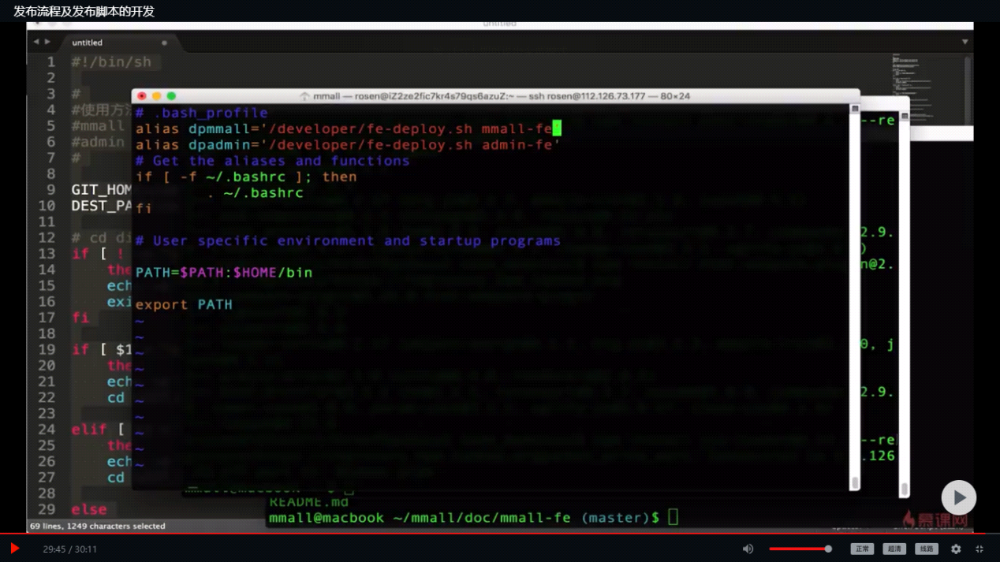 发布流程及发布脚本的开发
untitled
untitled
1 #!/bin/sh
2
3 #
4 #使用方法
5 #mmall
6 #admin
7 #
8
9 GIT_HOM
10 DEST_PA
11
12 # cd di
13 if [ !
14 the
15 ech
16 exi
17 fi
18
19 if [ $1
20 the
21 ech
22 cd
23
24 elif [
25 the
26 ech
27 cd
28
29 else
69 lines, 1249 characters selected
mmall — rosen@iZ2ze2fic7kr4s79qs6azuZ:~ — ssh rosen@112.126.73.177 — 80×24
# .bash_profile
alias dpmmall='/developer/fe-deploy.sh mmall-fe'
alias dpadmin='/developer/fe-deploy.sh admin-fe'
# Get the aliases and functions
if [ -f ~/.bashrc ]; then
. ~/.bashrc
fi
# User specific environment and startup programs
PATH=$PATH:$HOME/bin
export PATH
~
~
~
~
~
~
~
~
~
~
--re
2.9.
)
n@2.
0, j
2.9.
--re
.126
README.md
mmall@macbook ~/mmall/doc/mmall-fe (master)$
慕课网
29:45 / 30:11
正常
超清
线路